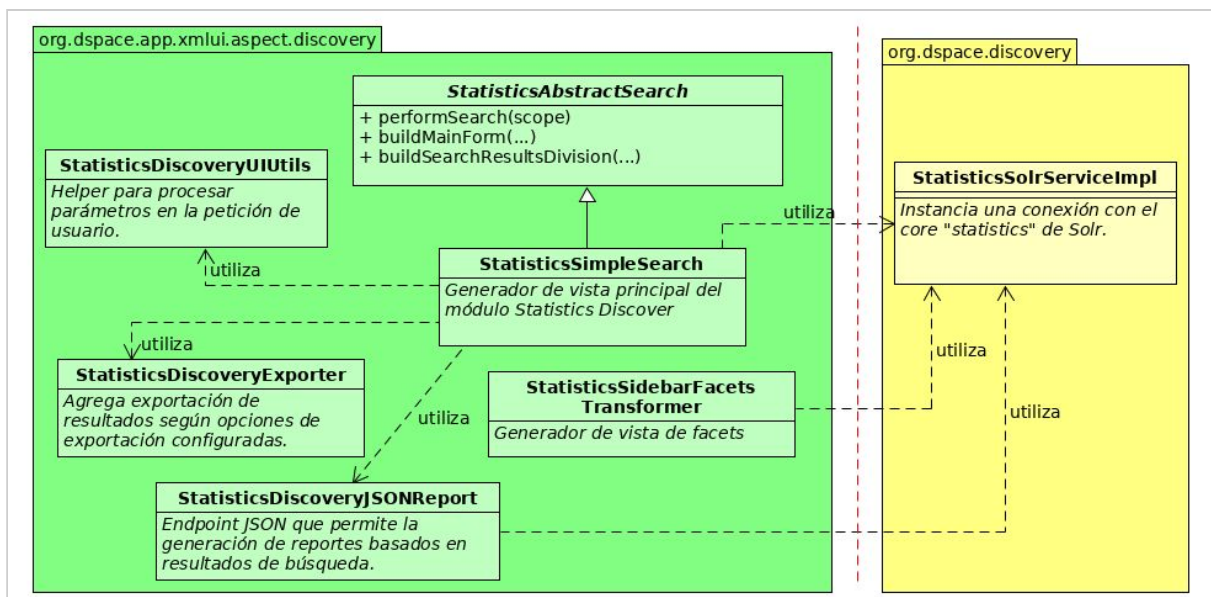 org.dspace.app.xmlui.aspect.discovery
StatisticsAbstractSearch
+ performSearch(scope)
+ buildMainForm(...)
+ buildSearchResultsDivision(...)
StatisticsDiscoveryUIUtils
Helper para procesar
parámetros en la petición de
usuario.
utiliza
StatisticsSimpleSearch
Generador de vista principal del
módulo Statistics Discover
utiliza
StatisticsDiscoveryExporter
Agrega exportación de
resultados según opciones de
exportación configuradas.
StatisticsSidebarFacets
Transformer
Generador de vista de facets
utiliza
StatisticsDiscoveryJSONReport
Endpoint JSON que permite la
generación de reportes basados en
resultados de búsqueda.
utiliza
org.dspace.discovery
StatisticsSolrServiceImpl
Instancia una conexión con el
core "statistics" de Solr.
utiliza
utiliza